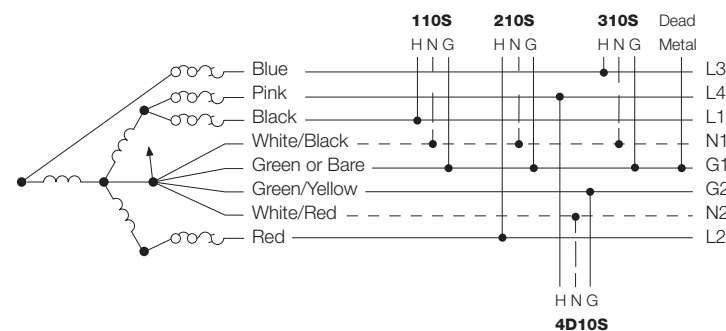 110S 210S 310S Dead
H N G H N G H N G Metal
Blue L3
Pink L4
Black L1
White/Black N1
Green or Bare G1
Green/Yellow G2
White/Red N2
Red L2
H N G
4D10S